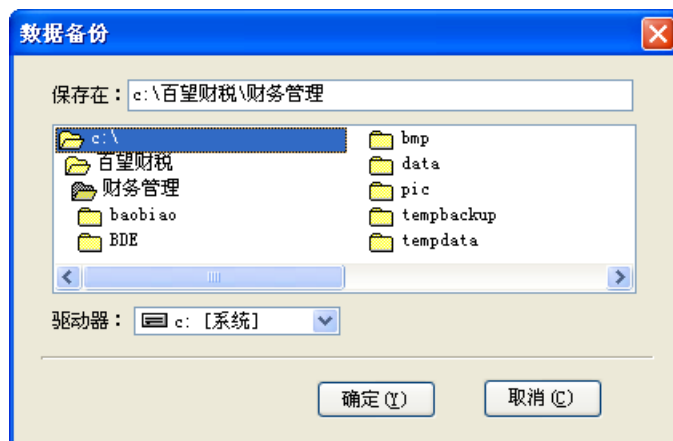 数据备份
保存在：c:\百望财税\财务管理
c:\
百望财税
财务管理
baobiao
BDE
bmp
data
pic
tempbackup
tempdata
驱动器：c: [系统]
确定(Y) 取消(C)